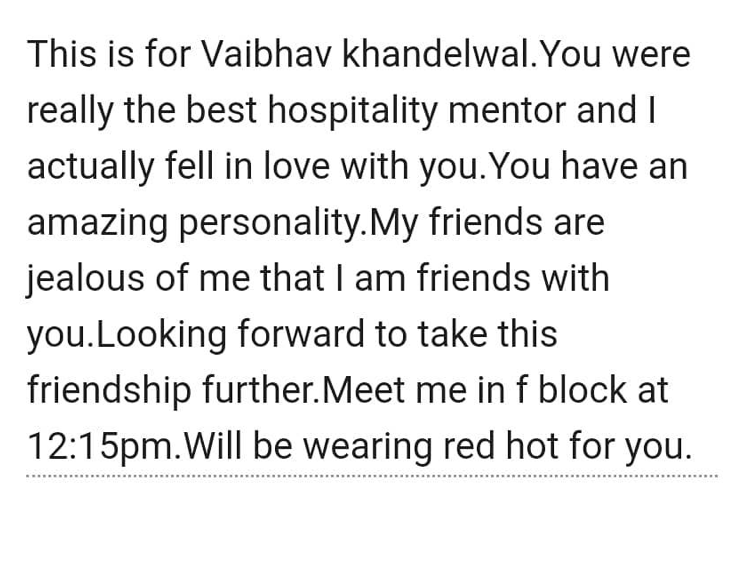 This is for Vaibhav khandelwal.You were
really the best hospitality mentor and I
actually fell in love with you.You have an
amazing personality.My friends are
jealous of me that I am friends with
you.Looking forward to take this
friendship further.Meet me in f block at
12:15pm.Will be wearing red hot for you.